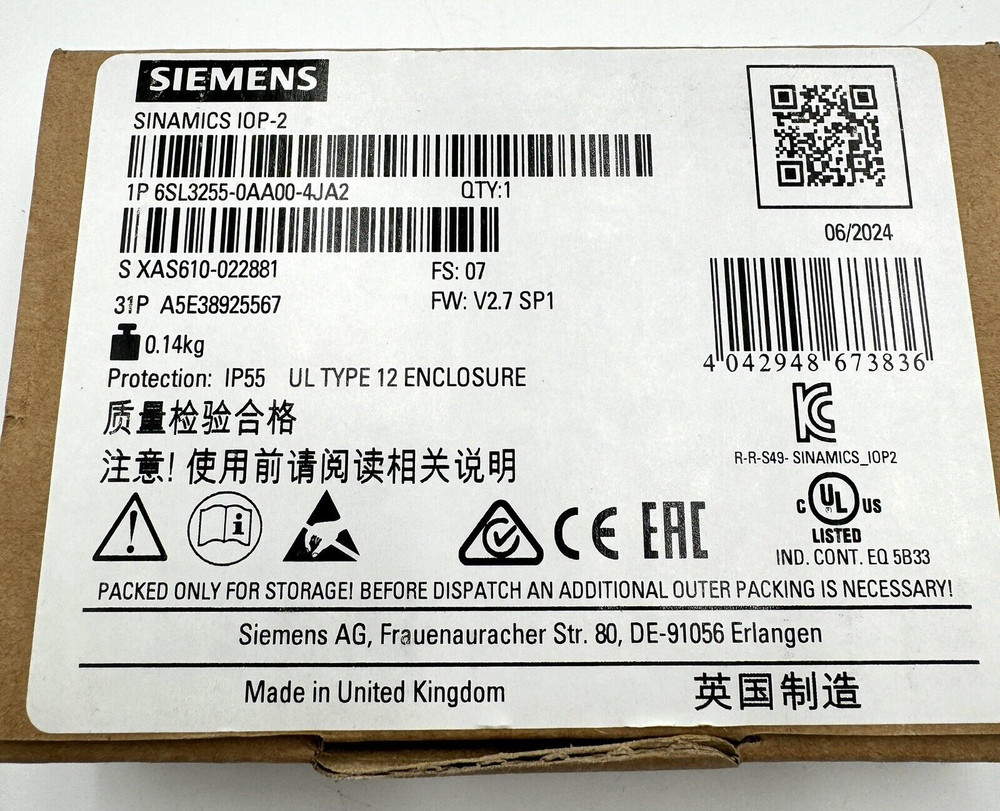 SIEMENS
SINAMICS IOP-2
1P 6SL3255-0AA00-4JA2 QTY:1
06/2024
S XAS610-022881 FS: 07
31P A5E38925567 FW: V2.7 SP1
0.14kg
4 042948 673836
Protection: IP55 UL TYPE 12 ENCLOSURE
质量检验合格
R-R-S49- SINAMICS_IOP2
注意! 使用前请阅读相关说明
C UL US
®
LISTED
CE EAC
IND. CONT. EQ 5B33
PACKED ONLY FOR STORAGE! BEFORE DISPATCH AN ADDITIONAL OUTER PACKING IS NECESSARY!
Siemens AG, Frauenauracher Str. 80, DE-91056 Erlangen
Made in United Kingdom 英国制造